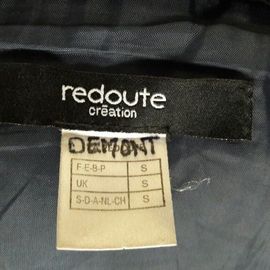 redoute
création
DEMONT
F-E-B-P S
UK S
S-D-A-NL-CH S